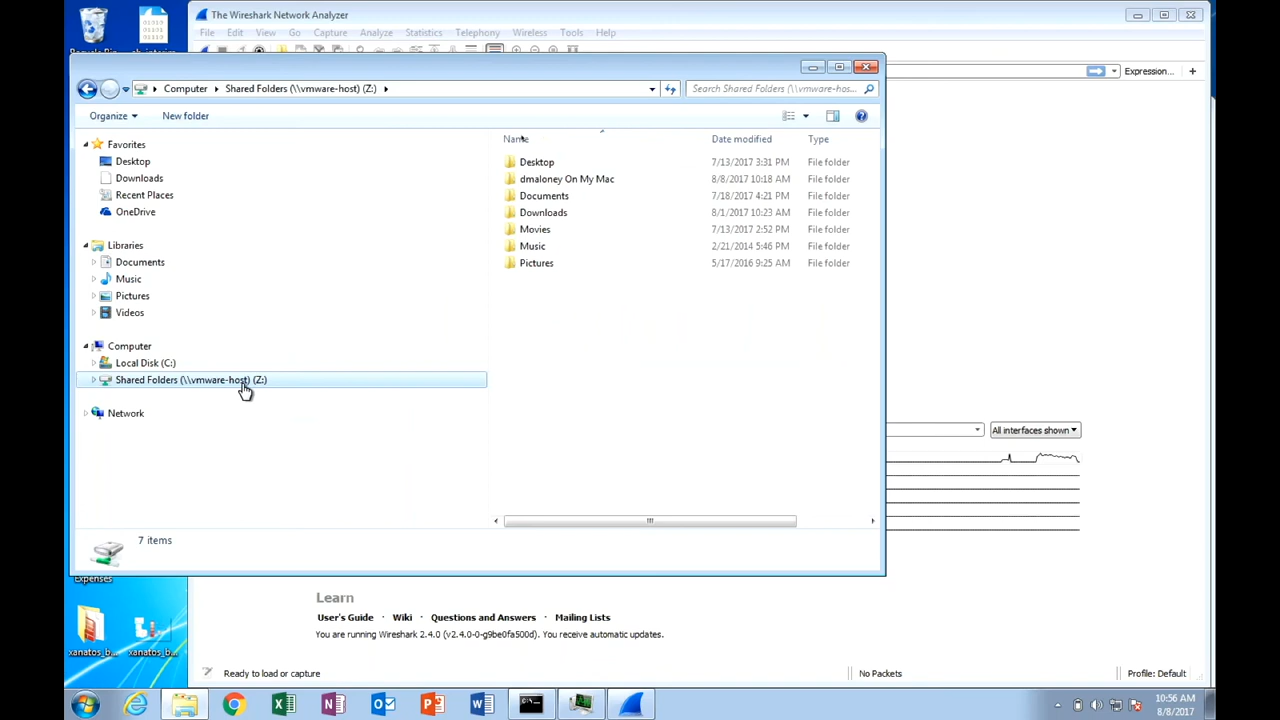 The Wireshark Network Analyzer
File Edit View Go Capture Analyze Statistics Telephony Wireless Tools Help
Computer Shared Folders (\\vmware-host) (Z:)
Search Shared Folders (\\vmware-hos...
Expression... +
Organize New folder
Favorites
Desktop
Downloads
Recent Places
OneDrive
Libraries
Documents
Music
Pictures
Videos
Computer
Local Disk (C:)
Shared Folders (\\vmware-host) (Z:)
Network
Name Date modified Type
Desktop 7/13/2017 3:31 PM File folder
dmaloney On My Mac 8/8/2017 10:18 AM File folder
Documents 7/18/2017 4:21 PM File folder
Downloads 8/1/2017 10:23 AM File folder
Movies 7/13/2017 2:52 PM File folder
Music 2/21/2014 5:46 PM File folder
Pictures 5/17/2016 9:25 AM File folder
All interfaces shown
7 items
Expenses
xanatos_b... xanatos_b...
Learn
User's Guide · Wiki · Questions and Answers · Mailing Lists
You are running Wireshark 2.4.0 (v2.4.0-0-g9be0fa500d). You receive automatic updates.
Ready to load or capture No Packets Profile: Default
10:56 AM
8/8/2017